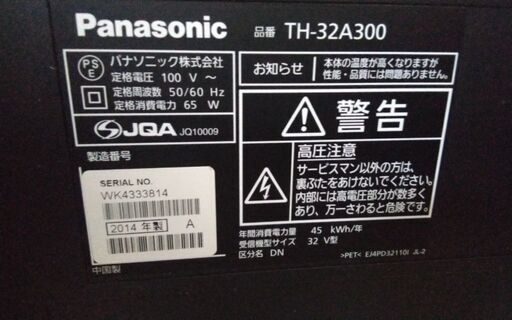 Panasonic
品番 TH-32A300
PS
E
パナソニック株式会社
定格電圧 100 V ～
定格周波数 50/60 Hz
定格消費電力 65 W
お知らせ
本体の温度が高くなりますが
性能・品質には問題ありません。
JQA JQ10009
製造番号
SERIAL NO.
WK4333814
2014 年製 A
中国製
警告
高圧注意
サービスマン以外の方は、
裏ぶたをあけないでください。
内部には高電圧部分が数多く
あり、万一さわると危険です。
年間消費電力量 45 kWh/年
受信機型サイズ 32 V型
区分名 DN
>PET< EJ4PD32110I JL-2